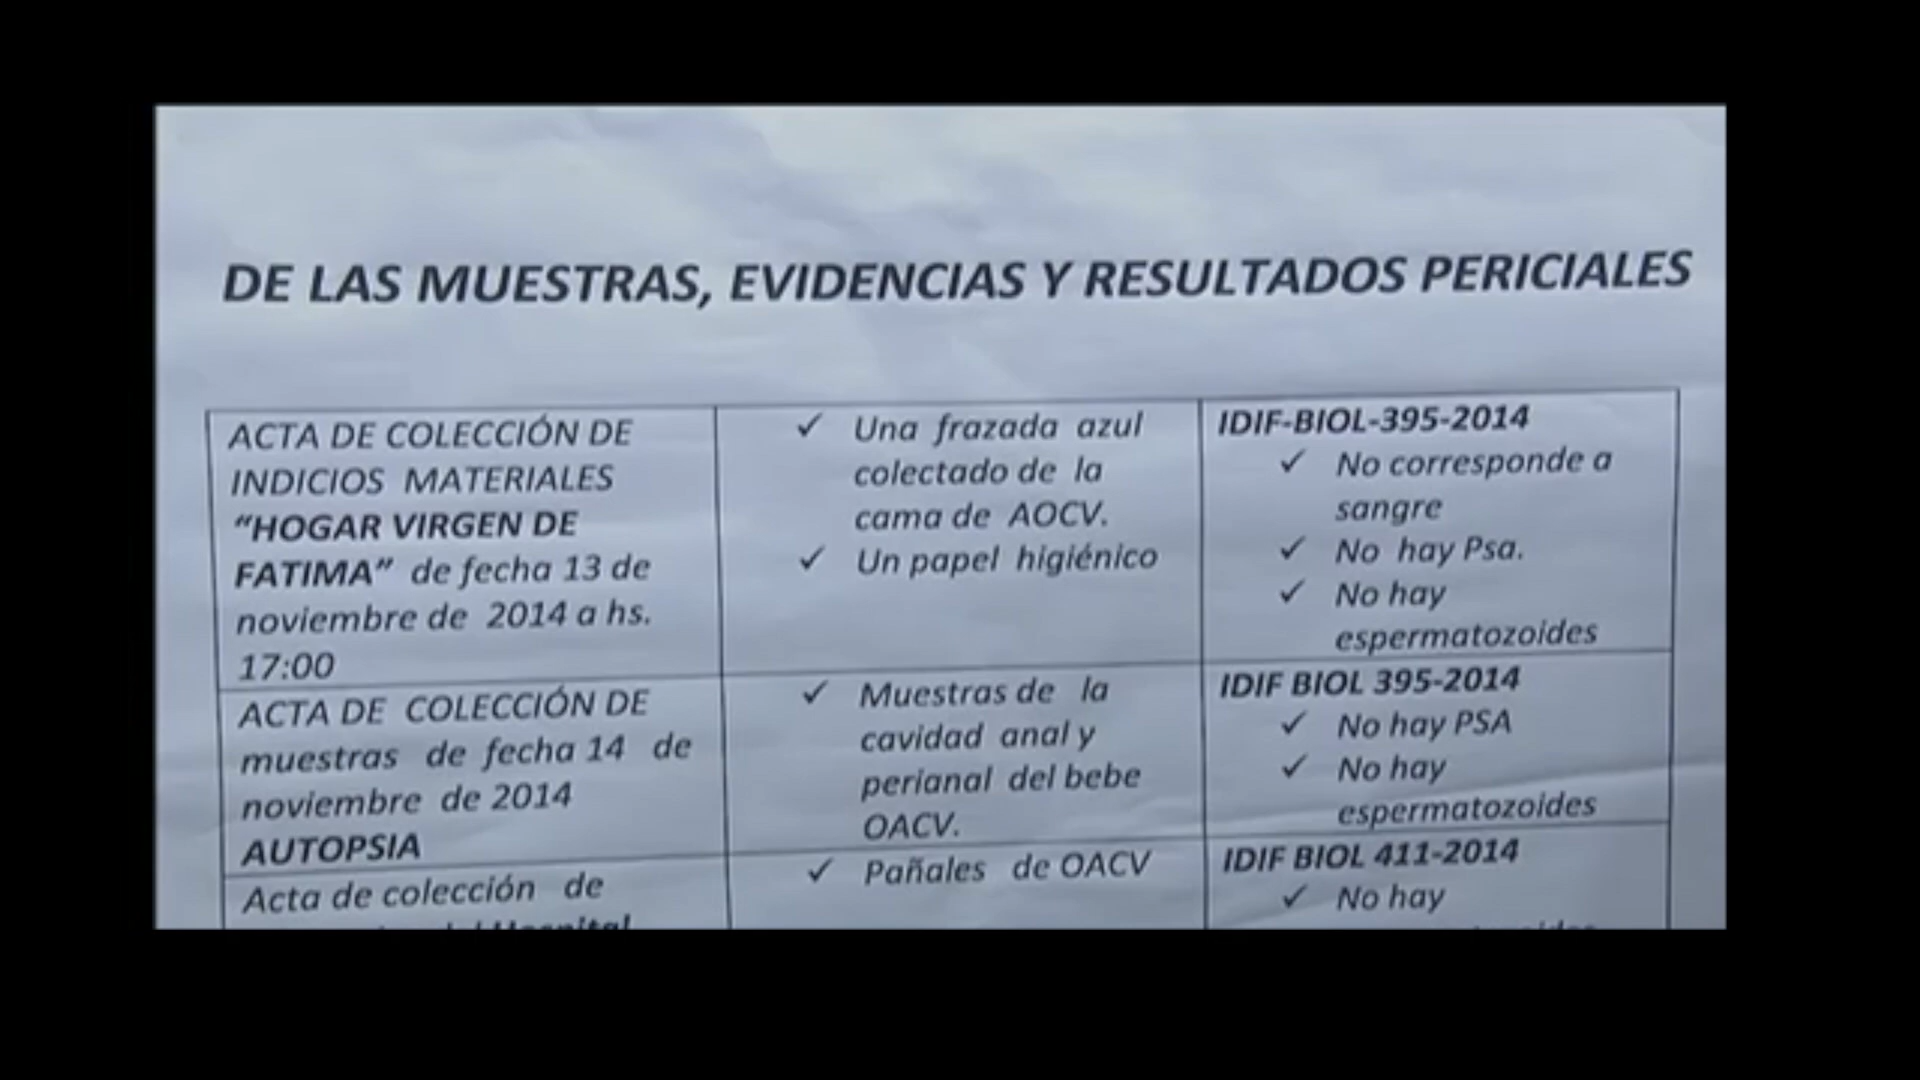 DE LAS MUESTRAS, EVIDENCIAS Y RESULTADOS PERICIALES
ACTA DE COLECCIÓN DE
INDICIOS MATERIALES
“HOGAR VIRGEN DE
FATIMA” de fecha 13 de
noviembre de 2014 a hs.
17:00
✓ Una frazada azul
colectado de la
cama de AOCV.
✓ Un papel higiénico
IDIF-BIOL-395-2014
✓ No corresponde a
sangre
✓ No hay Psa.
✓ No hay
espermatozoides
ACTA DE COLECCIÓN DE
muestras de fecha 14 de
noviembre de 2014
AUTOPSIA
✓ Muestras de la
cavidad anal y
perianal del bebe
OACV.
IDIF BIOL 395-2014
✓ No hay PSA
✓ No hay
espermatozoides
Acta de colección de
Hospital
✓ Pañales de OACV
IDIF BIOL 411-2014
✓ No hay